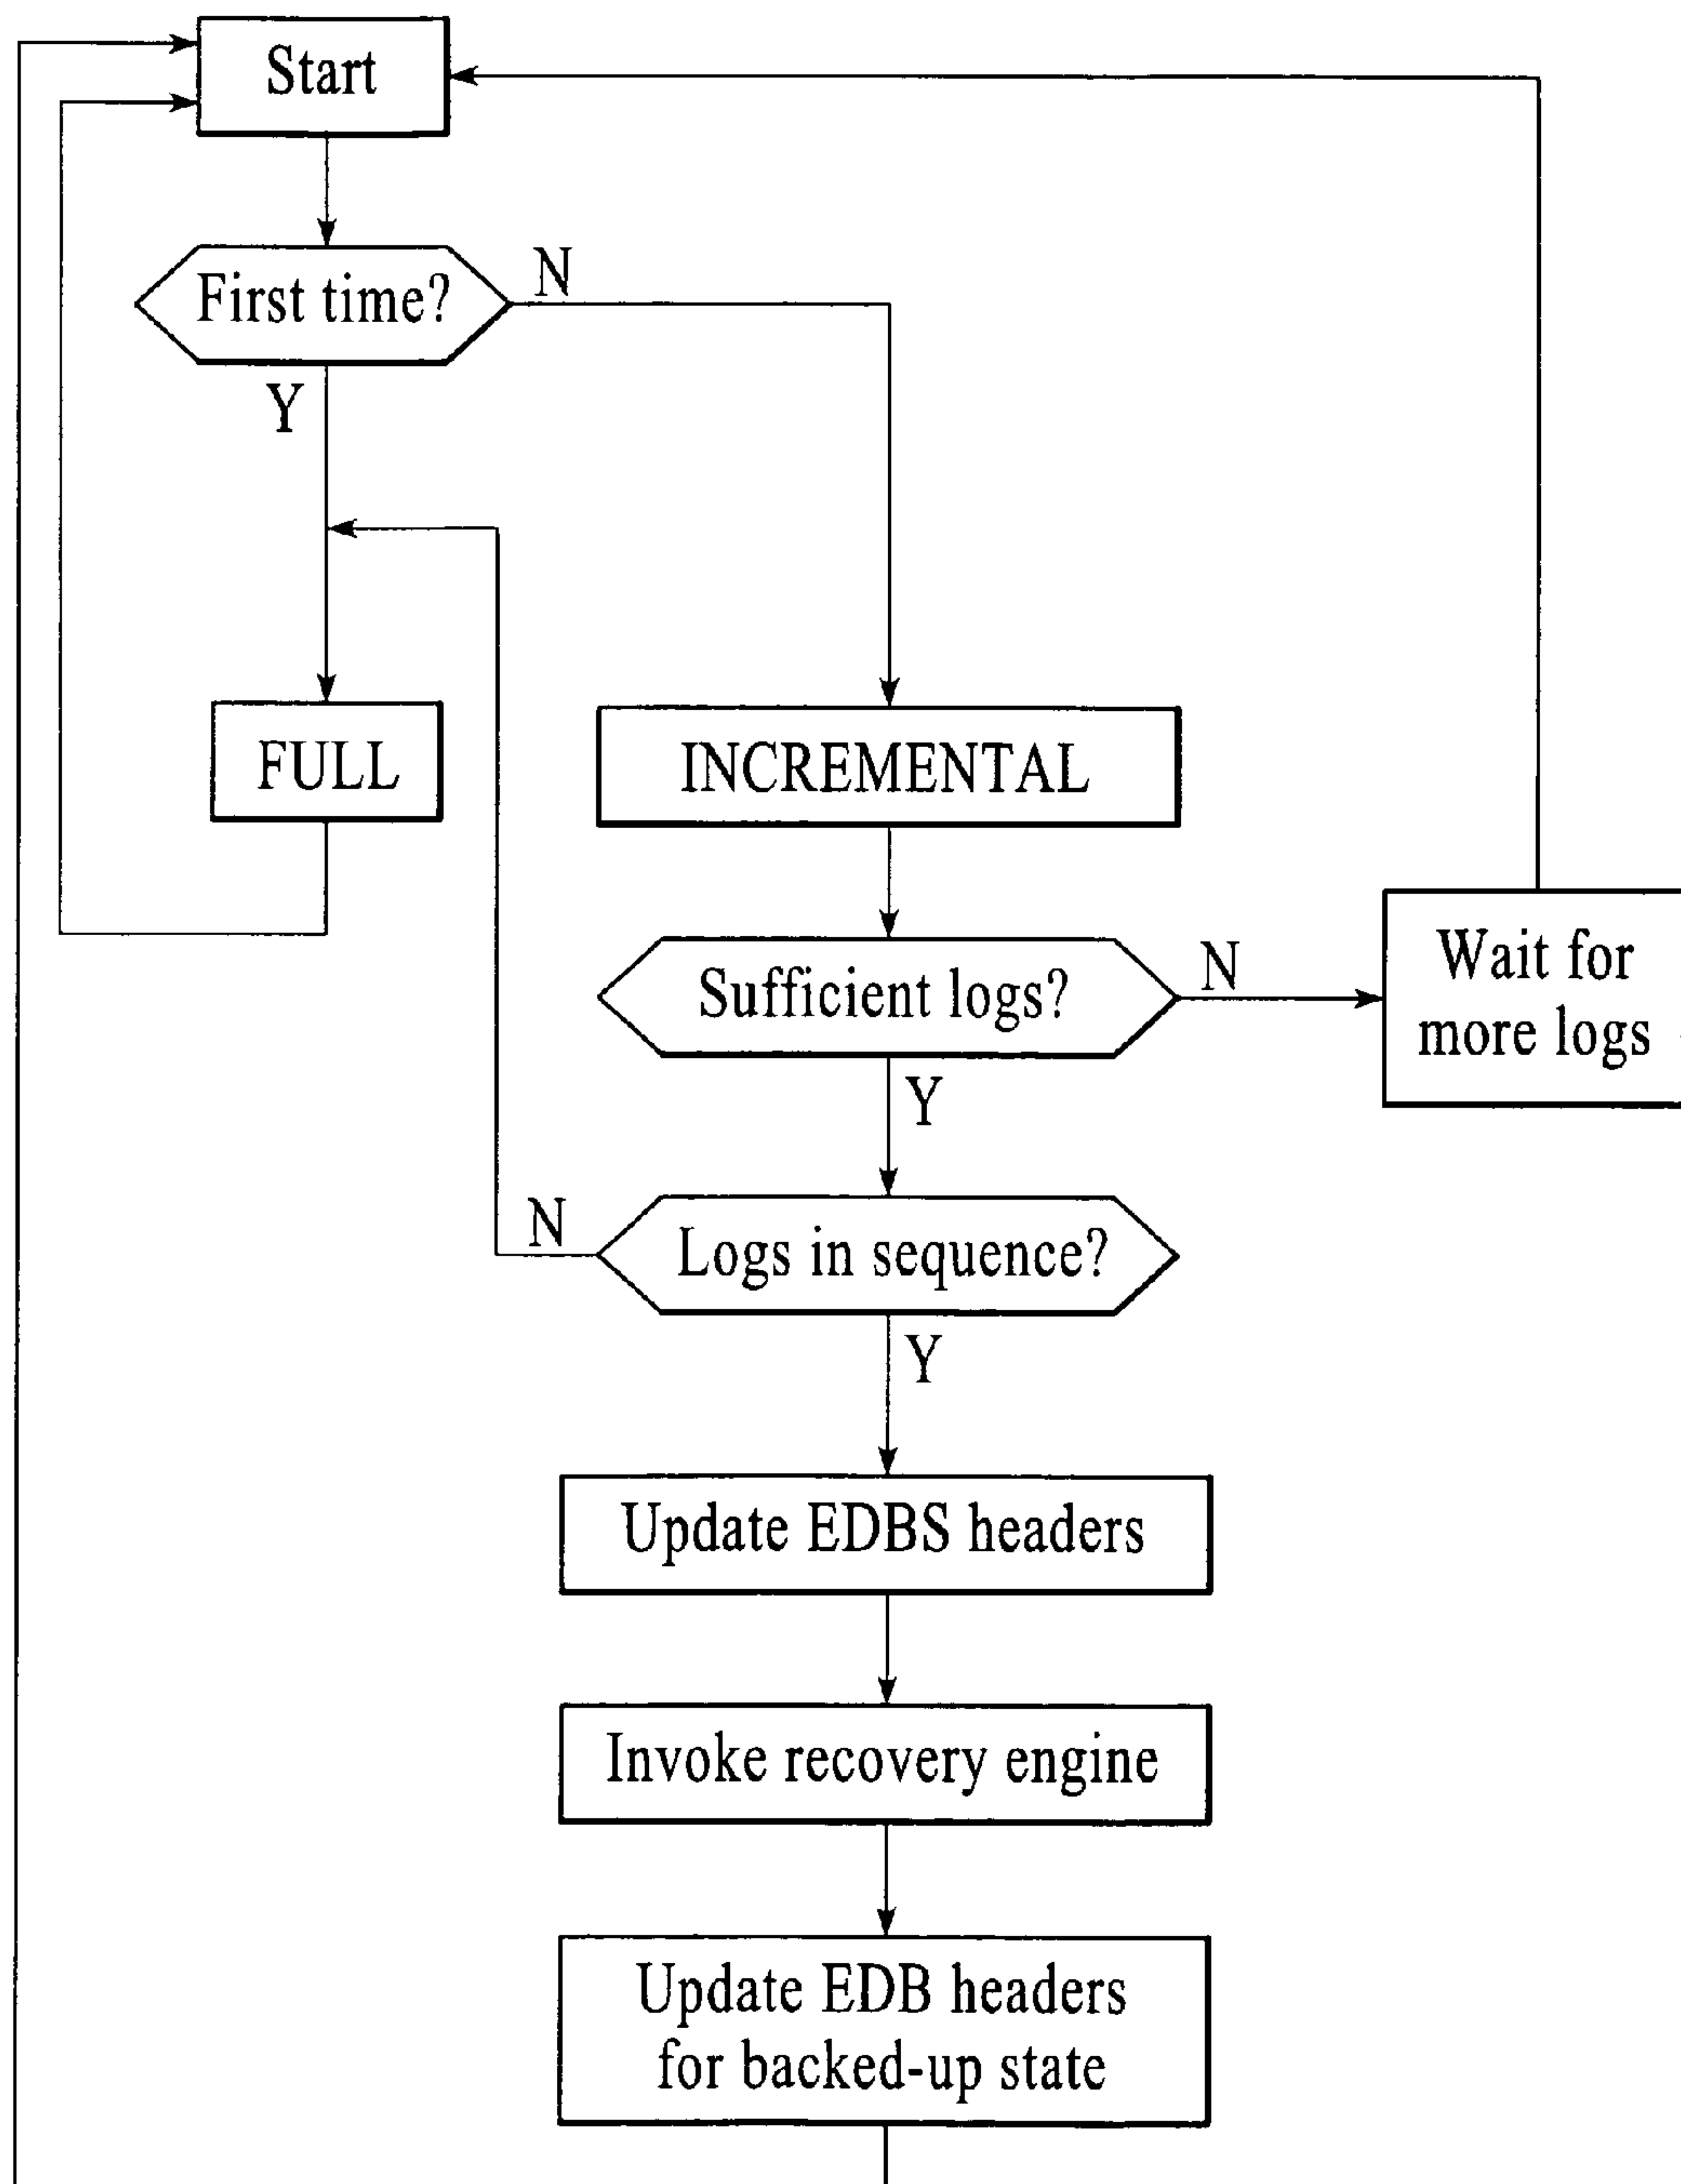 Start
First time?
N
Y
FULL
INCREMENTAL
Sufficient logs?
N
Wait for
more logs
Y
Logs in sequence?
N
Y
Update EDBS headers
Invoke recovery engine
Update EDB headers
for backed-up state